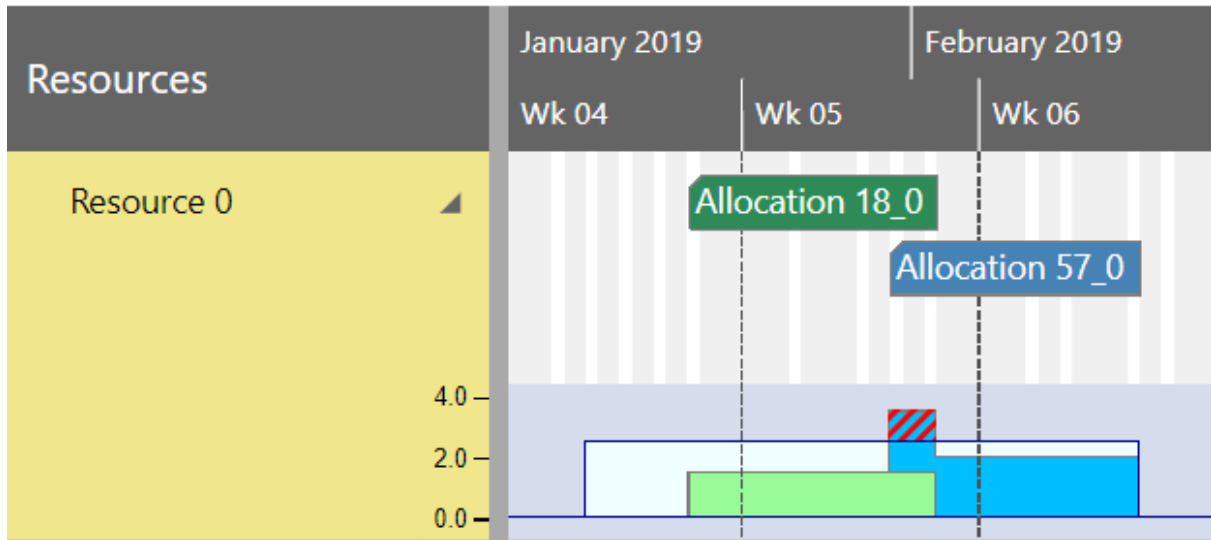 Resources
January 2019
February 2019
Wk 04
Wk 05
Wk 06
Resource 0
Allocation 18_0
Allocation 57_0
4.0
2.0
0.0